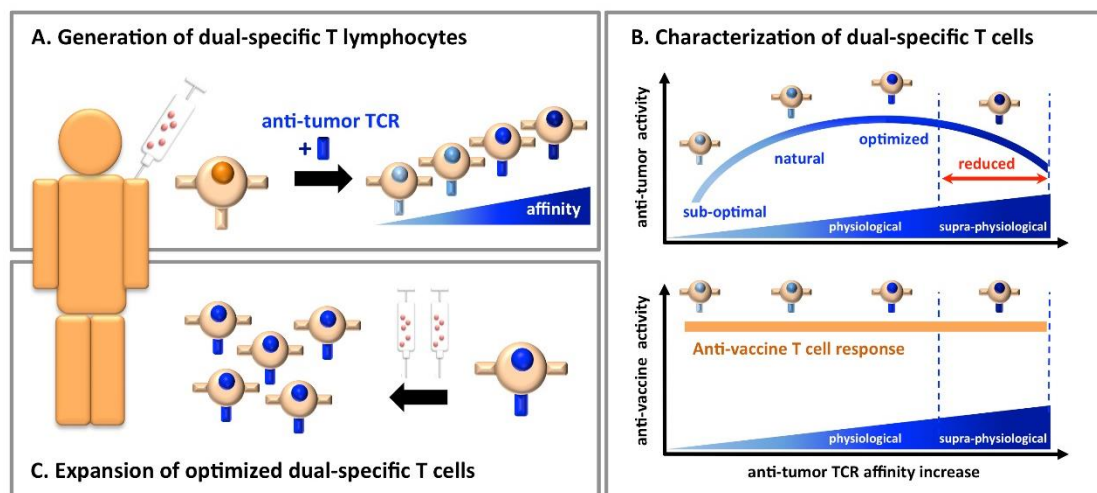 A. Generation of dual-specific T lymphocytes
anti-tumor TCR
+
affinity
C. Expansion of optimized dual-specific T cells
B. Characterization of dual-specific T cells
anti-tumor activity
sub-optimal
natural
optimized
reduced
physiological
supra-physiological
anti-vaccine activity
Anti-vaccine T cell response
physiological
supra-physiological
anti-tumor TCR affinity increase